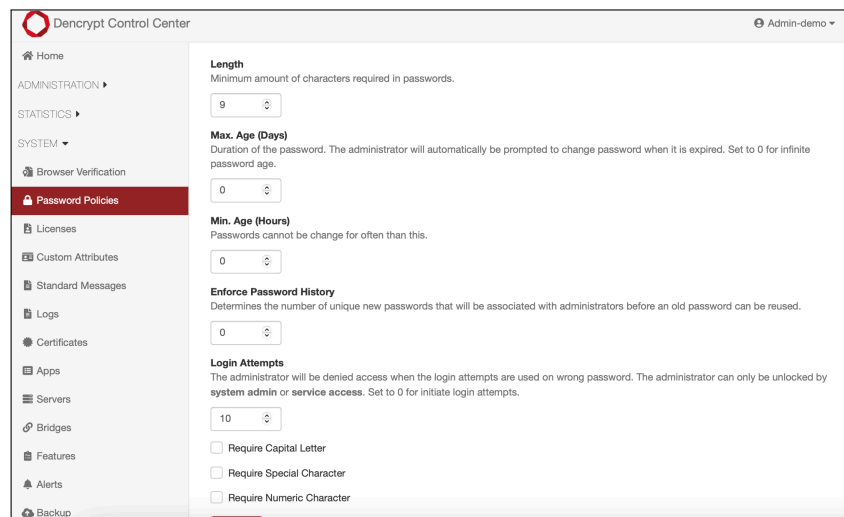 Dencrypt Control Center
Admin-demo
Home
ADMINISTRATION
STATISTICS
SYSTEM
Browser Verification
Password Policies
Licenses
Custom Attributes
Standard Messages
Logs
Certificates
Apps
Servers
Bridges
Features
Alerts
Backup
Length
Minimum amount of characters required in passwords.
9
Max. Age (Days)
Duration of the password. The administrator will automatically be prompted to change password when it is expired. Set to 0 for infinite
password age.
0
Min. Age (Hours)
Passwords cannot be change for often than this.
0
Enforce Password History
Determines the number of unique new passwords that will be associated with administrators before an old password can be reused.
0
Login Attempts
The administrator will be denied access when the login attempts are used on wrong password. The administrator can only be unlocked by
system admin or service access. Set to 0 for initiate login attempts.
10
Require Capital Letter
Require Special Character
Require Numeric Character